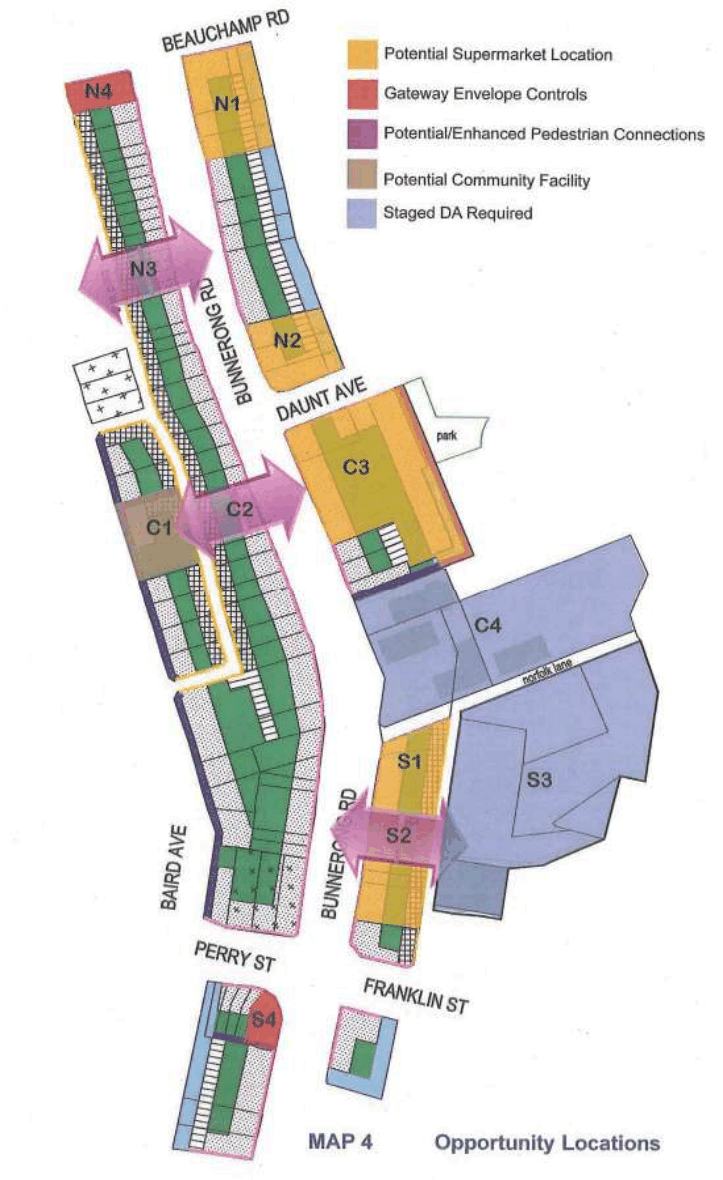 BEAUCHAMP RD
Potential Supermarket Location
N4
Gateway Envelope Controls
N1
Potential/Enhanced Pedestrian Connections
Potential Community Facility
Staged DA Required
N3
BUNNERONG RD
N2
DAUNT AVE
park
C3
C2
C1
C4
norfolk lane
S1
S3
S2
BUNNERONG RD
BAIRD AVE
PERRY ST
FRANKLIN ST
S4
MAP 4 Opportunity Locations